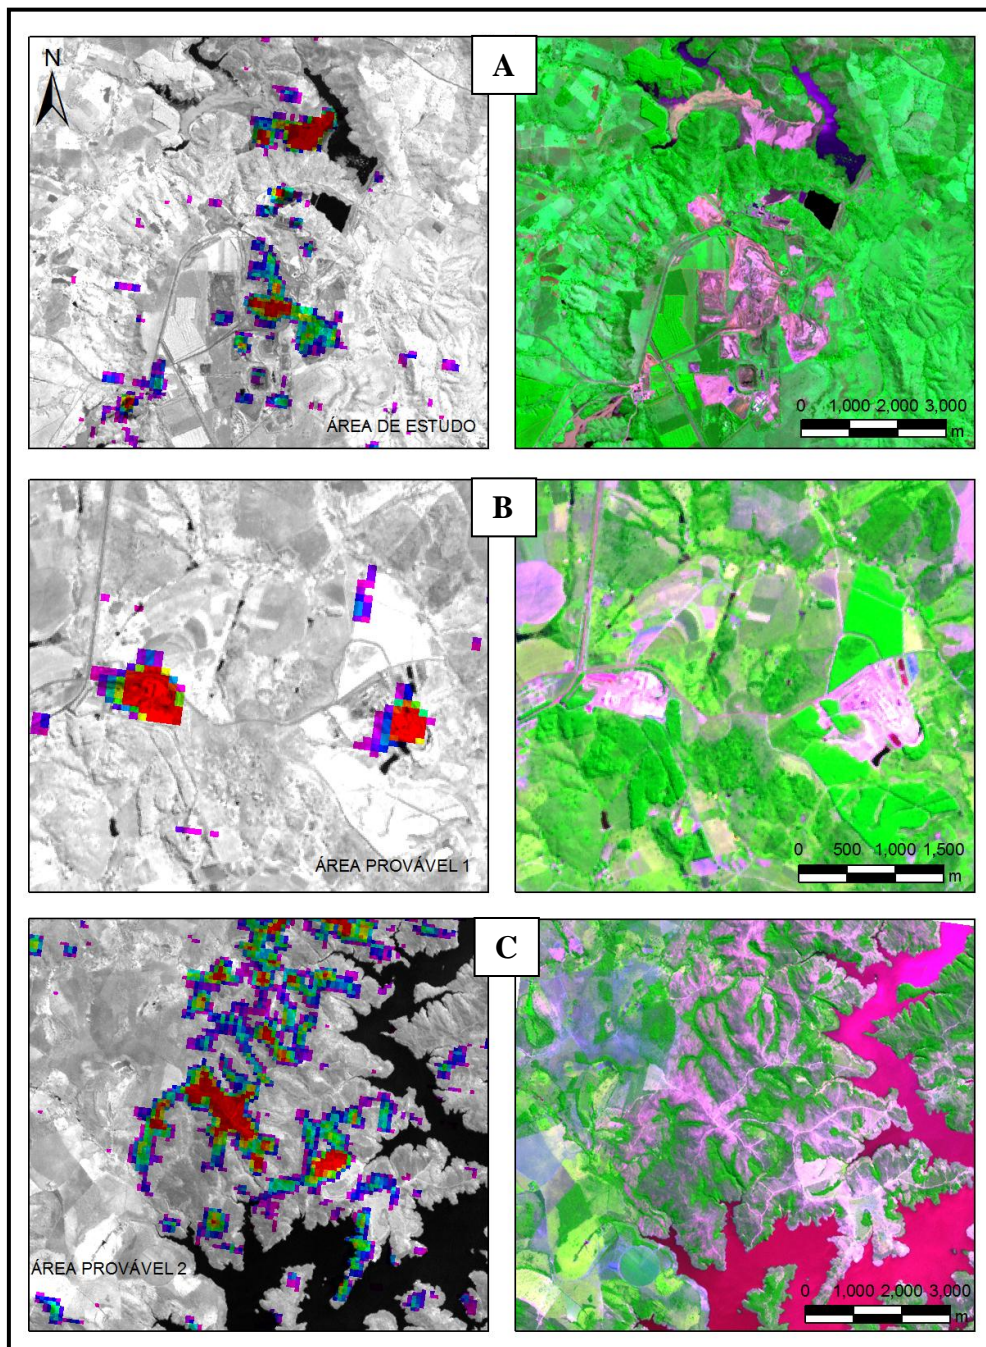 A
N
ÁREA DE ESTUDO
0 1,000 2,000 3,000
m
B
ÁREA PROVÁVEL 1
0 500 1,000 1,500
m
C
ÁREA PROVÁVEL 2
0 1,000 2,000 3,000
m